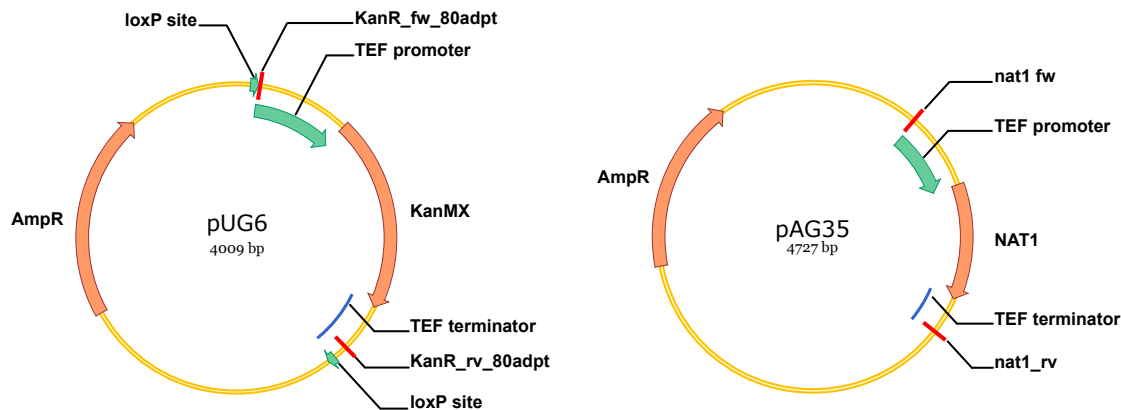 loxP site
KanR_fw_80adpt
TEF promoter
AmpR
pUG6
4009 bp
KanMX
TEF terminator
KanR_rv_80adpt
loxP site
nat1 fw
TEF promoter
AmpR
pAG35
4727 bp
NAT1
TEF terminator
nat1_rv